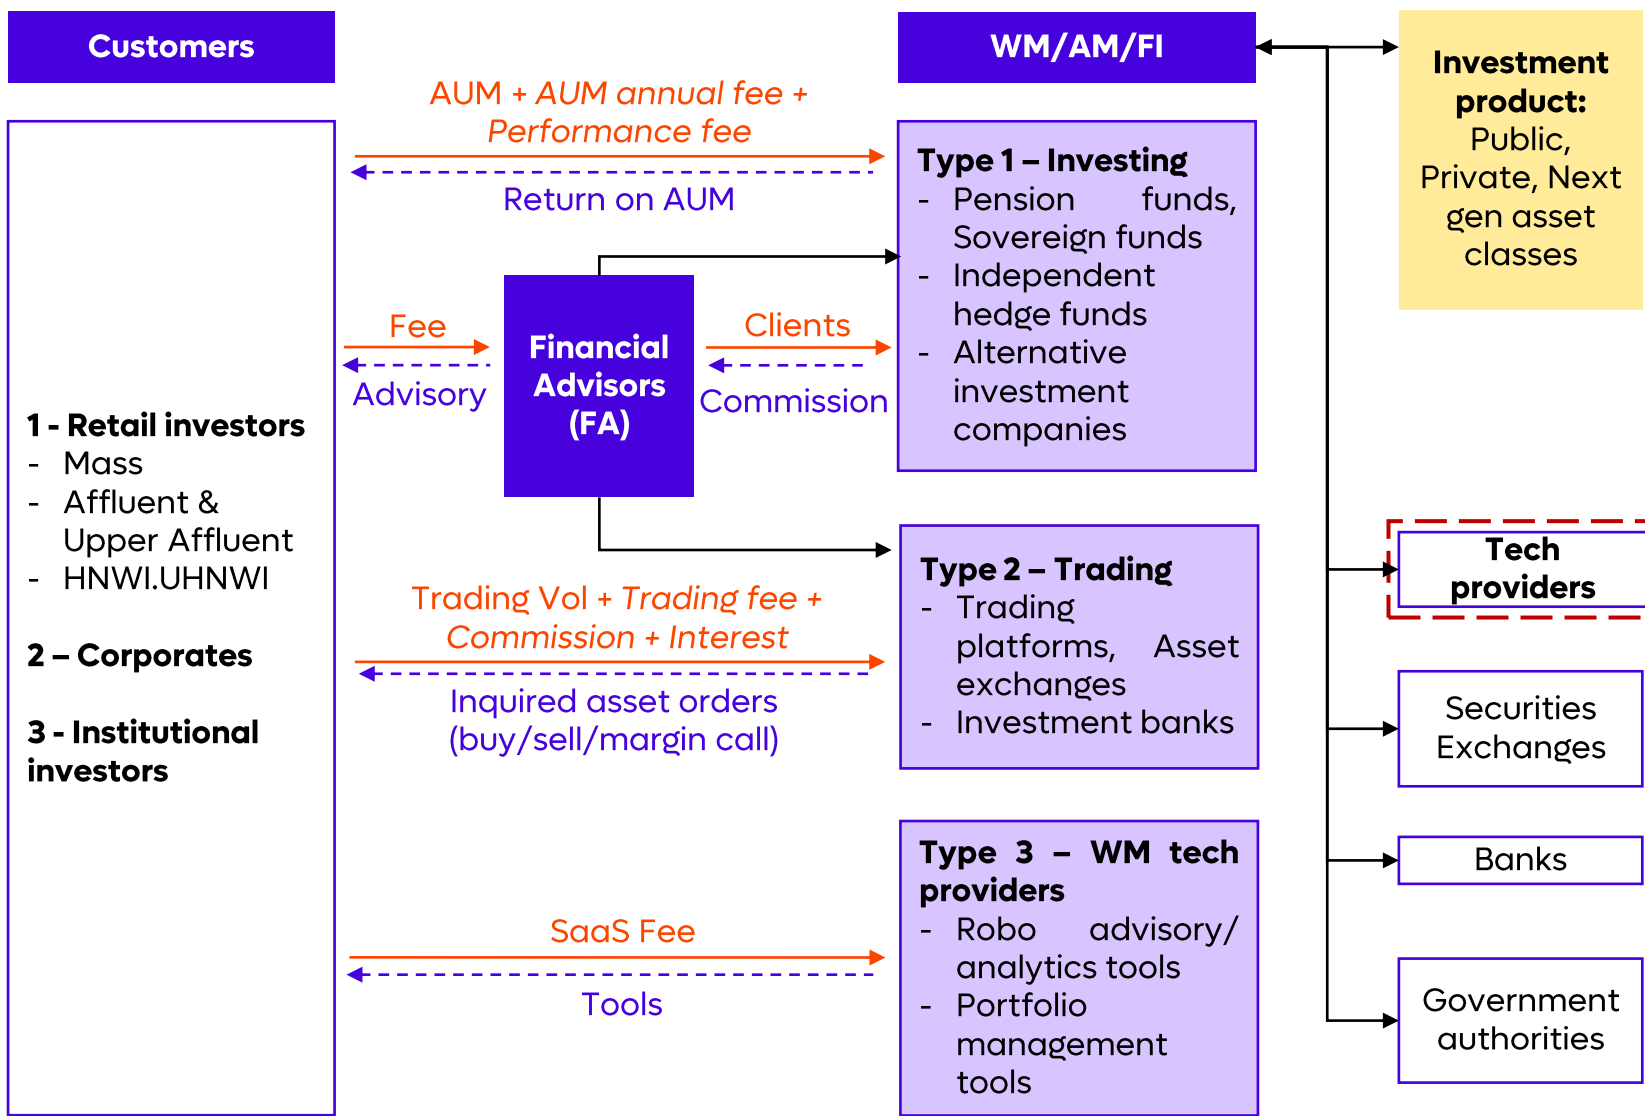 Customers
WM/AM/FI
Investment
product:
Public,
Private, Next
gen asset
classes
AUM + AUM annual fee +
Performance fee
Return on AUM
Type 1 – Investing
- Pension funds,
Sovereign funds
- Independent
hedge funds
- Alternative
investment
companies
Fee
Advisory
Financial
Advisors
(FA)
Clients
Commission
1 - Retail investors
- Mass
- Affluent &
Upper Affluent
- HNWI.UHNWI
2 – Corporates
3 - Institutional
investors
Trading Vol + Trading fee +
Commission + Interest
Inquired asset orders
(buy/sell/margin call)
Type 2 – Trading
- Trading
platforms, Asset
exchanges
- Investment banks
Tech
providers
Securities
Exchanges
Banks
Government
authorities
SaaS Fee
Tools
Type 3 – WM tech
providers
- Robo advisory/
analytics tools
- Portfolio
management
tools